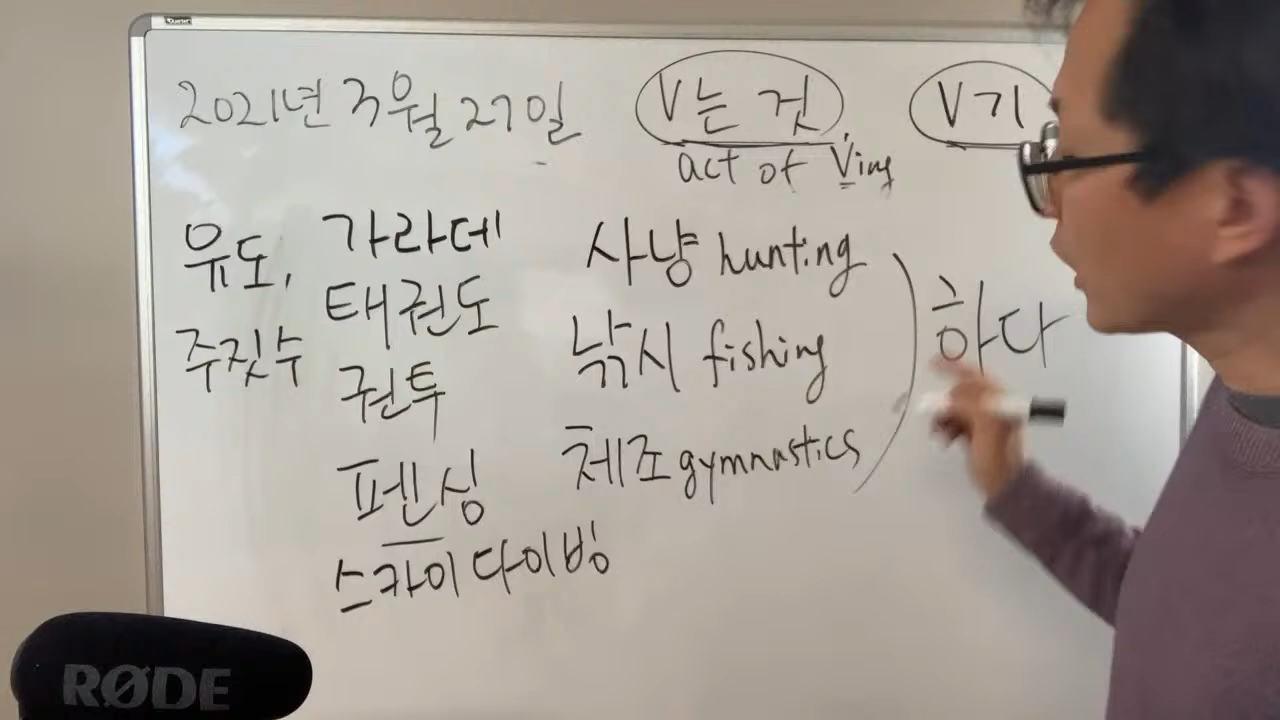 2021년 3월 27일
V는 것
V기
act of Ving
유도,
가라데
사냥 hunting
태권도
하다
주짓수
낚시 fishing
권투
체조 gymnastics
펜싱
스카이다이빙
RØDE